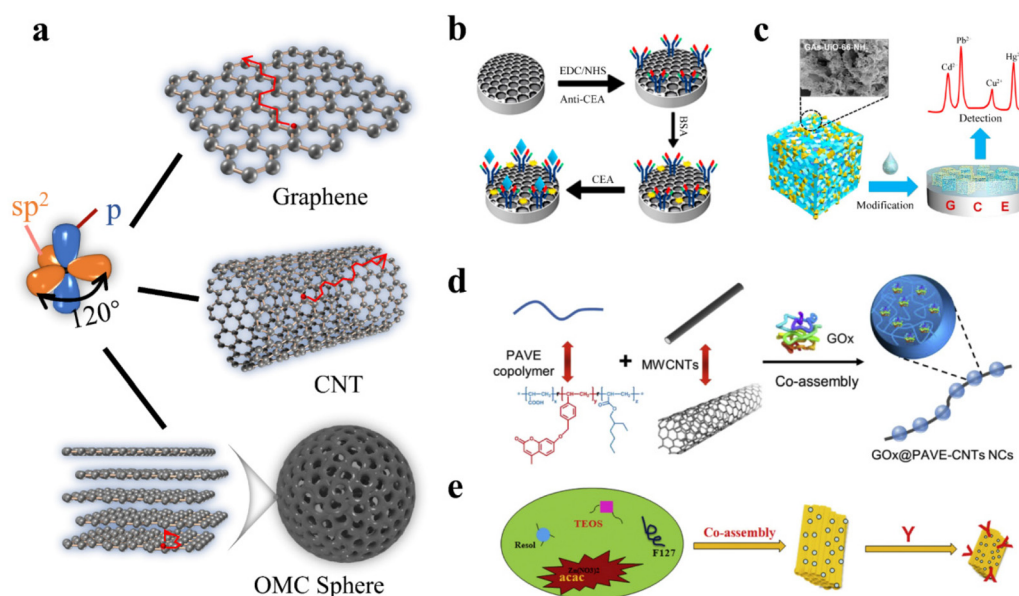 a
Graphene
sp²
p
120°
CNT
OMC Sphere
b
EDC/NHS
Anti-CEA
BSA
CEA
c
GAs-UiO-66-NH₂
Cd²⁺
Pb²⁺
Cu²⁺
Hg²
Detection
Modification
G C E
d
PAVE
copolymer
+
MWCNTs
GOx
Co-assembly
COOH
O
O
O
O
O
GOx@PAVE-CNTs NCs
e
TEOS
Resol
F127
acac
Co-assembly
Y